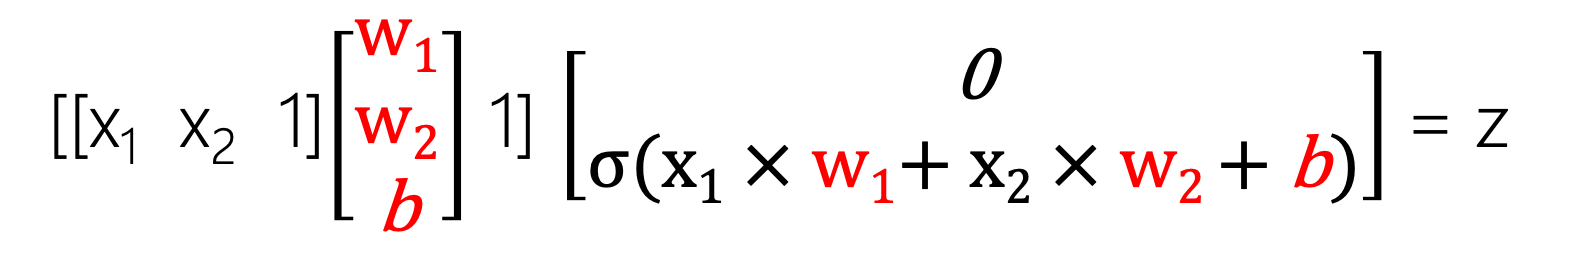 [[x₁ x₂ 1] [w₁ w₂ b] 1] [0 σ(x₁ × w₁ + x₂ × w₂ + b)] = z